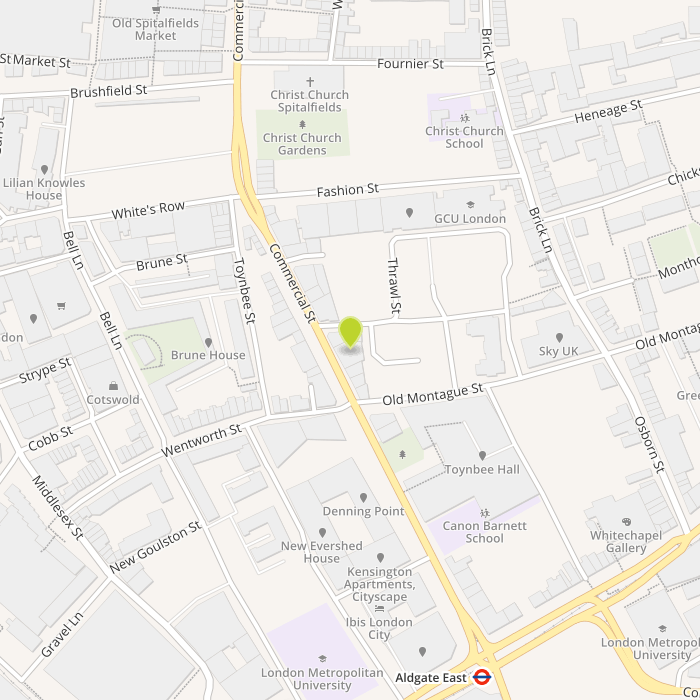 Old Spitalfields
Market
Commercial
St
Market St
Brushfield St
Fournier St
Brick Ln
Christ Church
Spitalfields
Christ Church
Gardens
Christ Church
School
Heneage St
Lilian Knowles
House
White's Row
Fashion St
GCU London
Brick Ln
Bell Ln
Brune St
Toynbee St
Commercial St
Thrawl St
Bell Ln
Brune House
Sky UK
Old Montag
Strype St
Cotswold
Old Montague St
Cobb St
Wentworth St
Osborn St
Toynbee Hall
Middlesex St
Denning Point
Canon Barnett
School
Whitechapel
Gallery
New Goulston St
New Evershed
House
Kensington
Apartments,
Cityscape
Ibis London
City
Gravel Ln
London Metropol
University
London Metropolitan
University
Aldgate East
Co